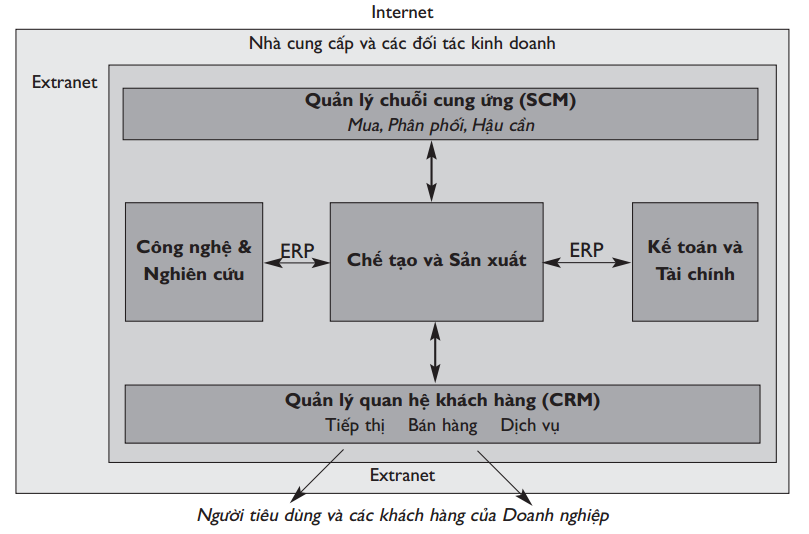 Internet
Nhà cung cấp và các đối tác kinh doanh
Extranet
Quản lý chuỗi cung ứng (SCM)
Mua, Phân phối, Hậu cần
Công nghệ &
Nghiên cứu
ERP
Chế tạo và Sản xuất
ERP
Kế toán và
Tài chính
Quản lý quan hệ khách hàng (CRM)
Tiếp thị Bán hàng Dịch vụ
Extranet
Người tiêu dùng và các khách hàng của Doanh nghiệp